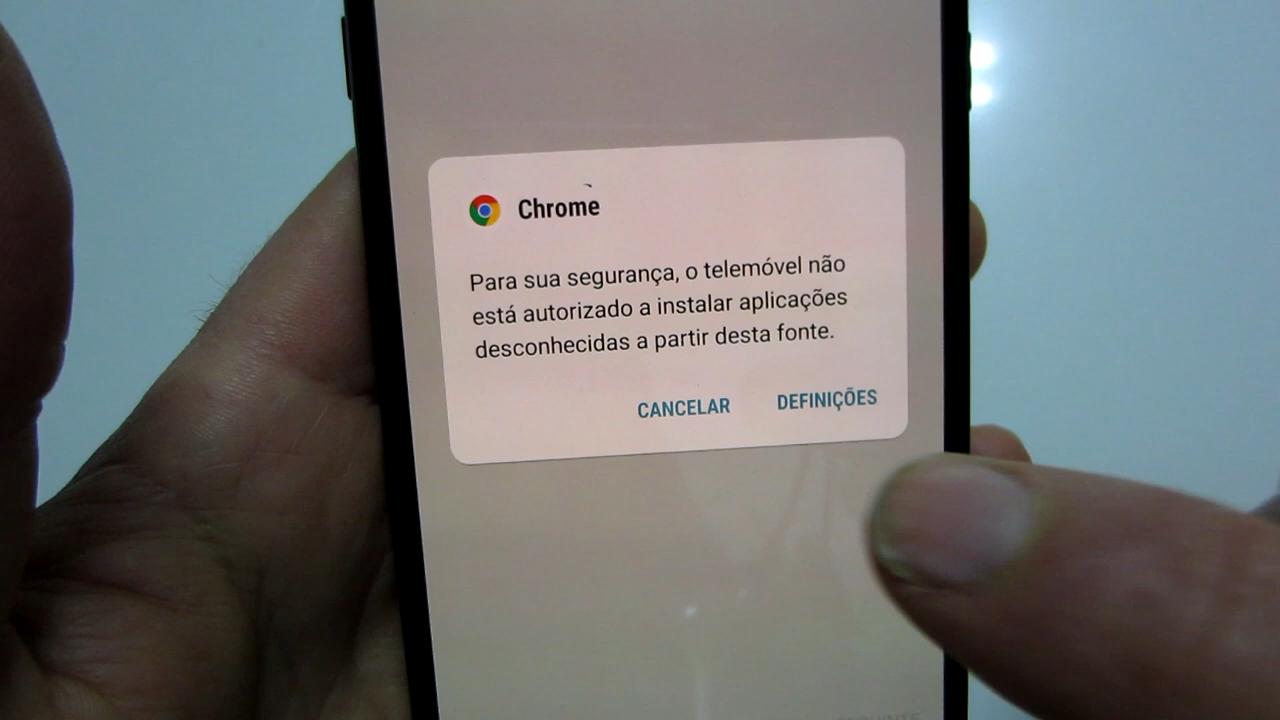 Chrome
Para sua segurança, o telemóvel não
está autorizado a instalar aplicações
desconhecidas a partir desta fonte.
CANCELAR DEFINIÇÕES